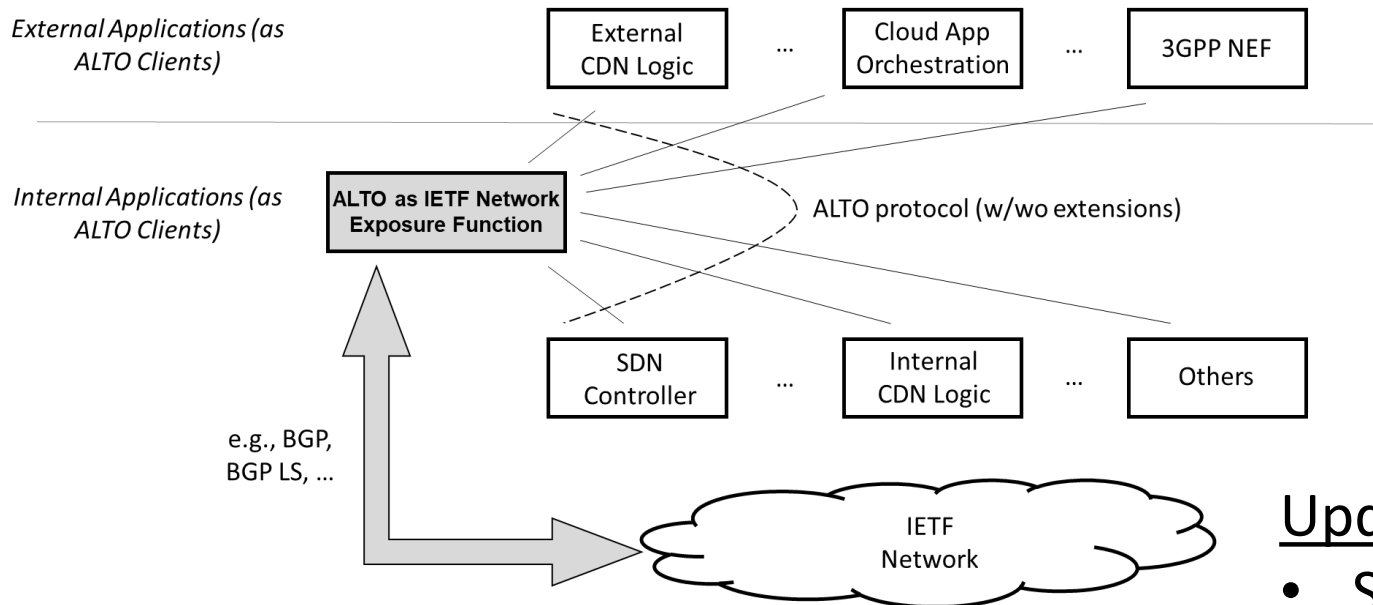 External Applications (as
ALTO Clients)
External
CDN Logic
...
Cloud App
Orchestration
...
3GPP NEF
Internal Applications (as
ALTO Clients)
ALTO as IETF Network
Exposure Function
ALTO protocol (w/wo extensions)
SDN
Controller
...
Internal
CDN Logic
...
Others
e.g., BGP,
BGP LS, ...
IETF
Network